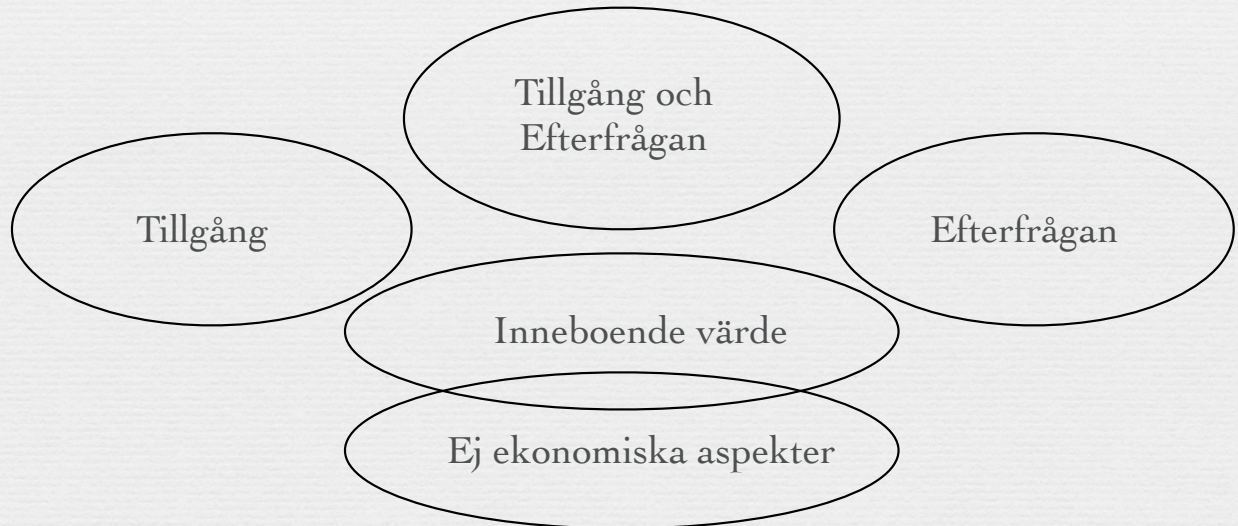 Tillgång och
Efterfrågan
Tillgång
Efterfrågan
Inneboende värde
Ej ekonomiska aspekter